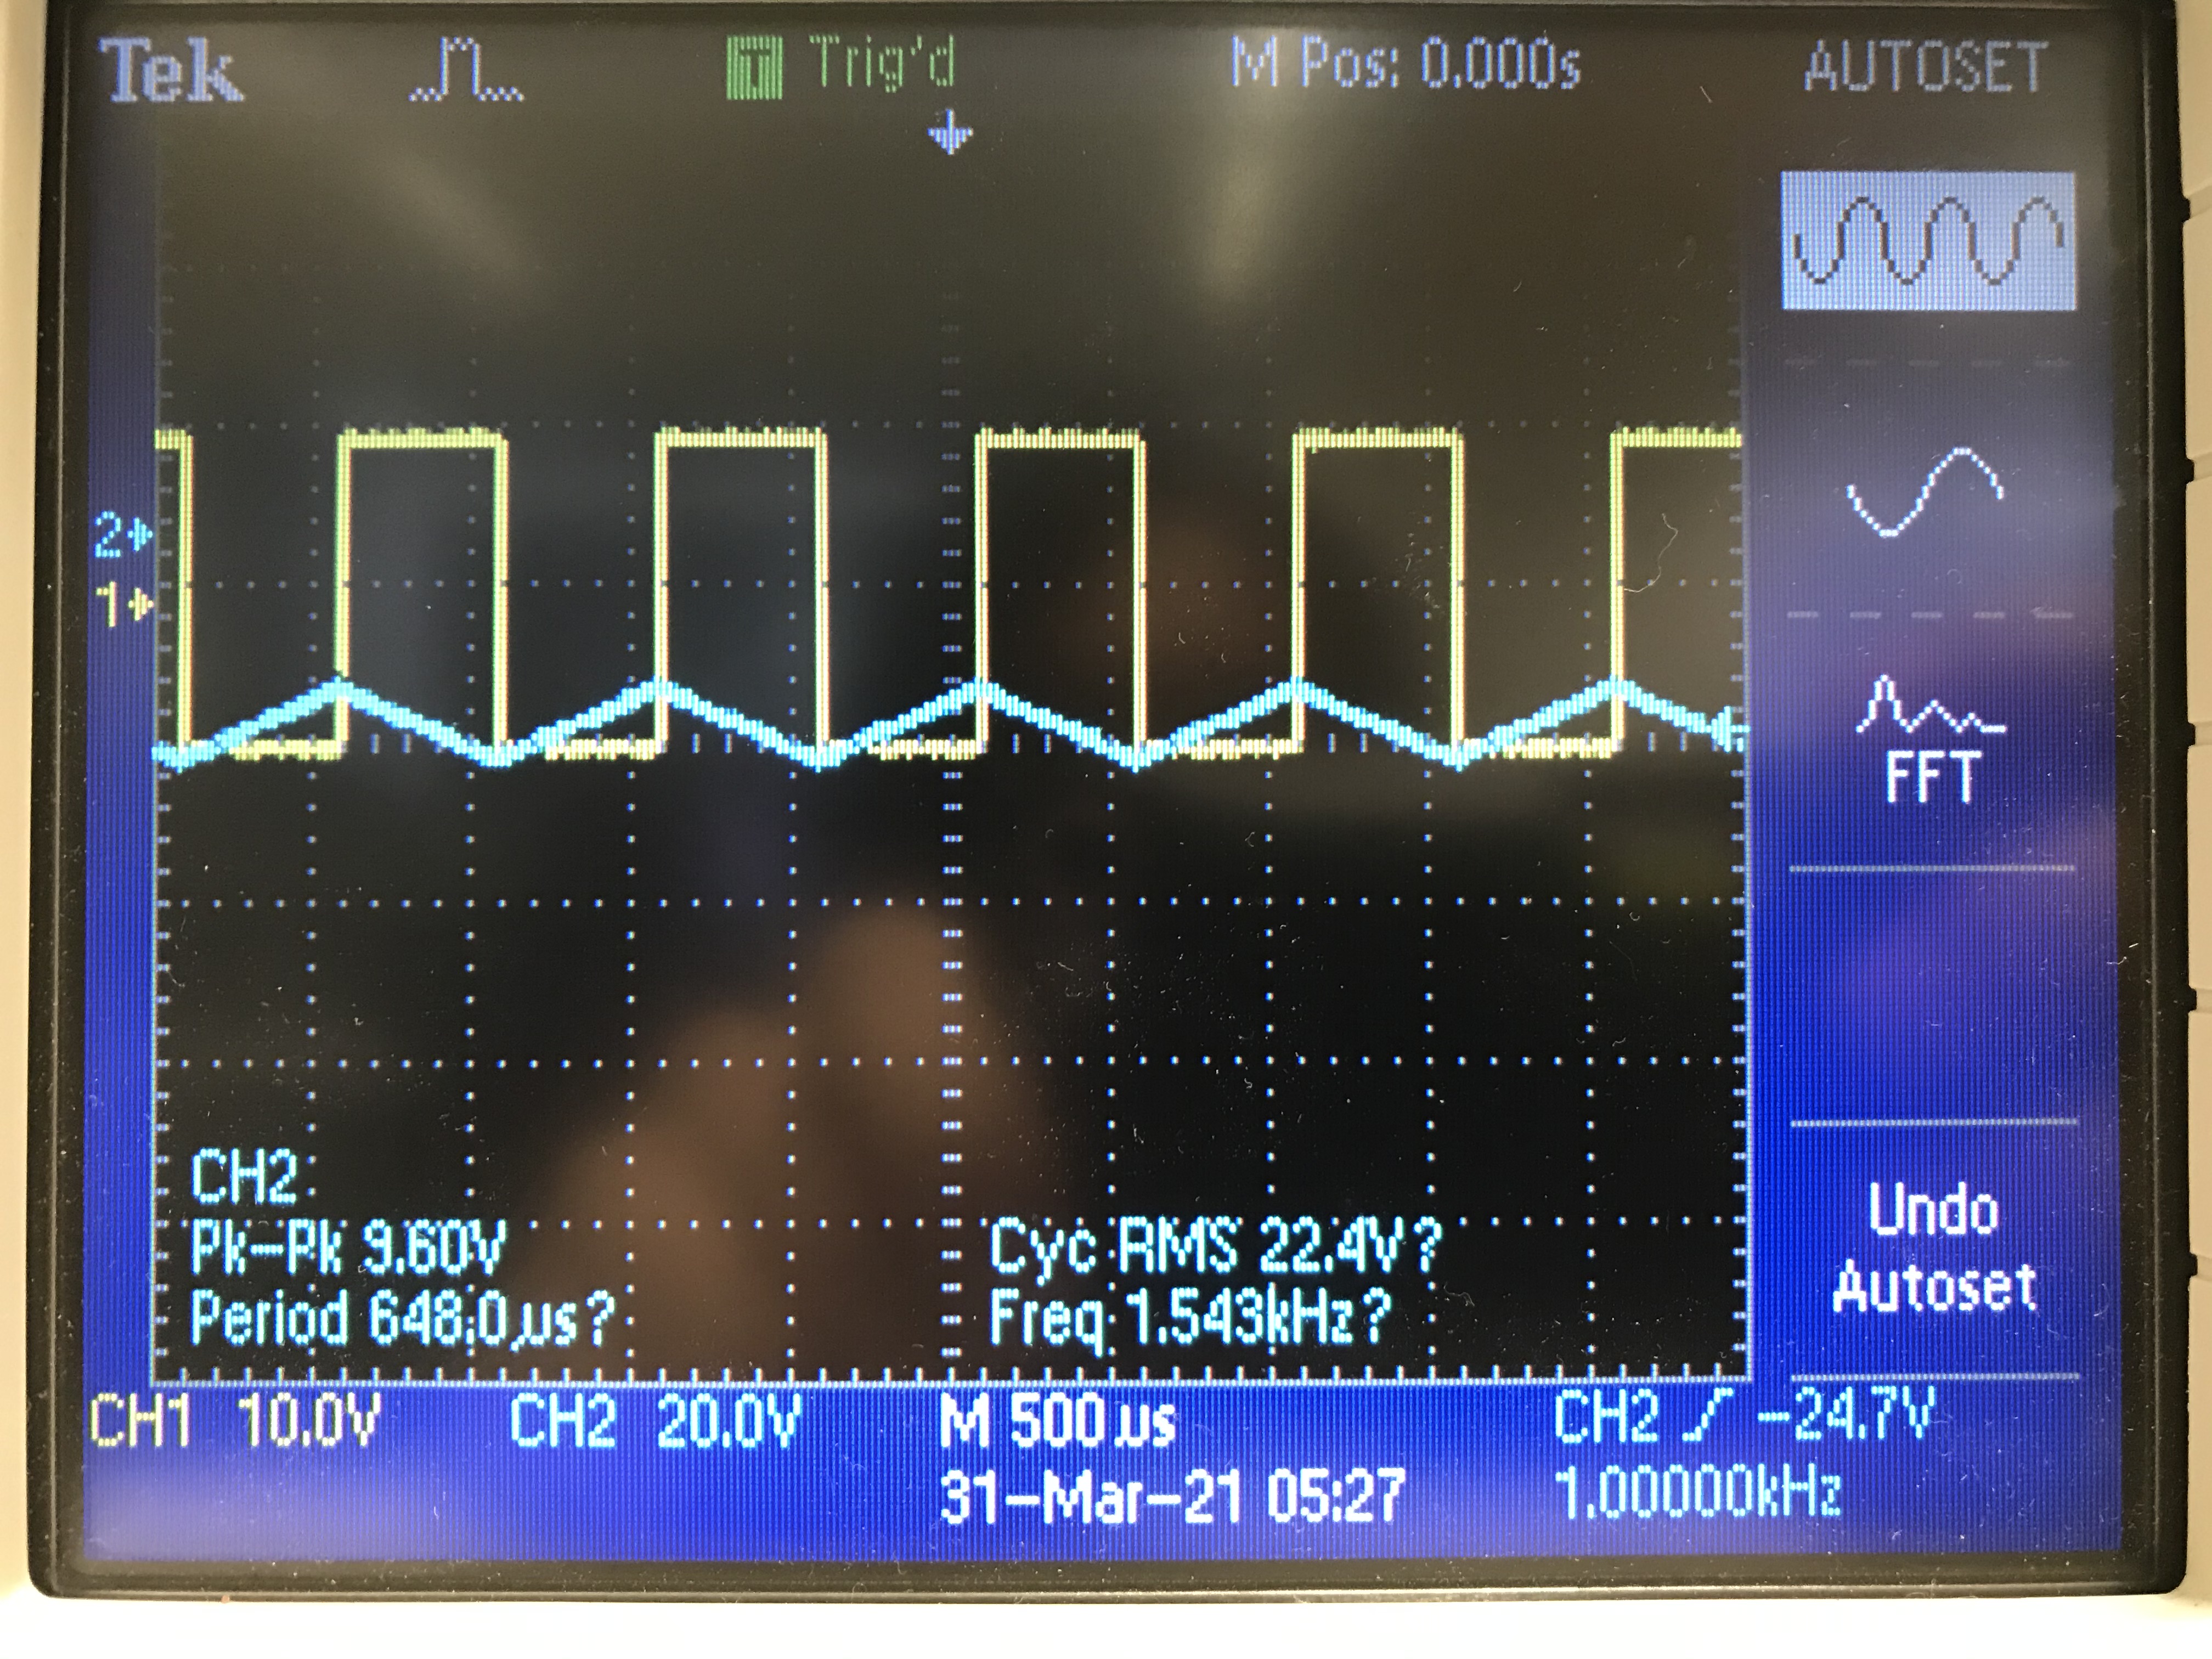 Tek Trig'd M Pos: 0.000s AUTOSET
2
1
FFT
CH2
Pk-Pk 9.60V Cyc RMS 22.4V?
Period 648.0µs? Freq 1.543kHz?
Undo
Autoset
CH1 10.0V CH2 20.0V M 500µs CH2 -24.7V
31-Mar-21 05:27 1.00000kHz